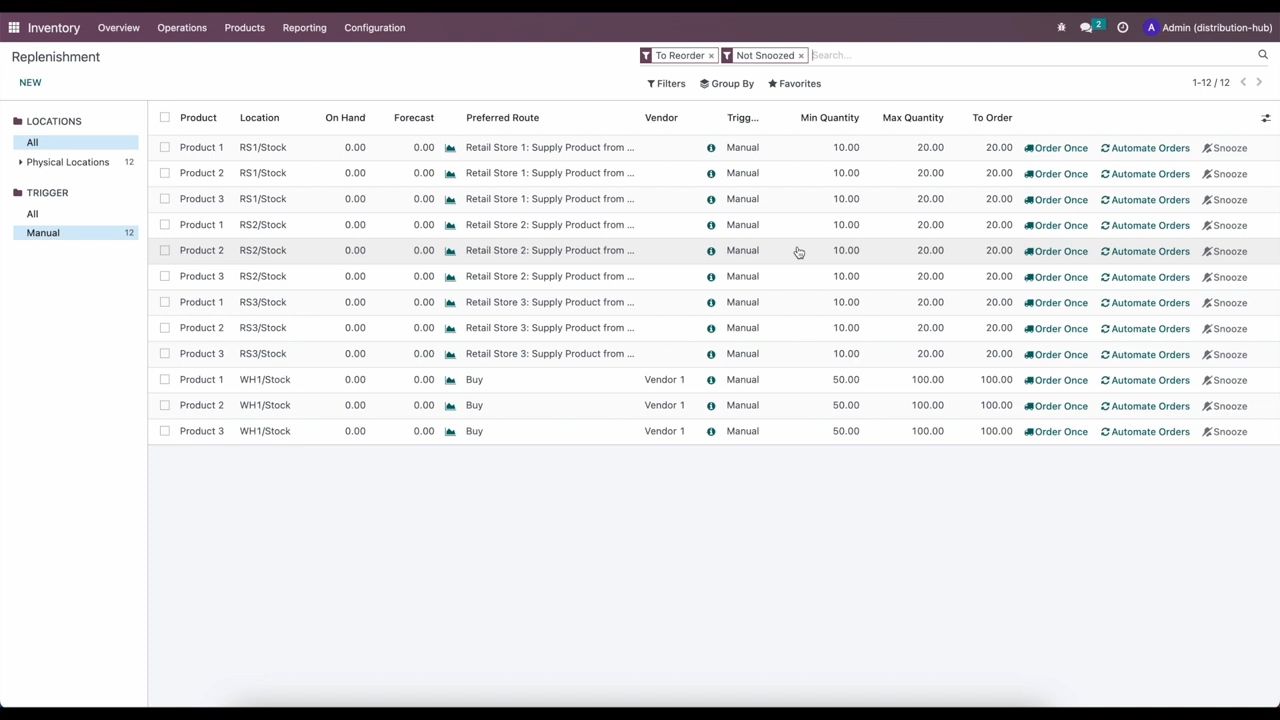 Inventory Overview Operations Products Reporting Configuration 2 A Admin (distribution-hub)
Replenishment To Reorder × Not Snoozed × Search...
NEW Filters Group By Favorites 1-12 / 12
LOCATIONS
All
Physical Locations 12
TRIGGER
All
Manual 12
Product Location On Hand Forecast Preferred Route Vendor Trigg... Min Quantity Max Quantity To Order
Product 1 RS1/Stock 0.00 0.00 Retail Store 1: Supply Product from ... Manual 10.00 20.00 20.00 Order Once Automate Orders Snooze
Product 2 RS1/Stock 0.00 0.00 Retail Store 1: Supply Product from ... Manual 10.00 20.00 20.00 Order Once Automate Orders Snooze
Product 3 RS1/Stock 0.00 0.00 Retail Store 1: Supply Product from ... Manual 10.00 20.00 20.00 Order Once Automate Orders Snooze
Product 1 RS2/Stock 0.00 0.00 Retail Store 2: Supply Product from ... Manual 10.00 20.00 20.00 Order Once Automate Orders Snooze
Product 2 RS2/Stock 0.00 0.00 Retail Store 2: Supply Product from ... Manual 10.00 20.00 20.00 Order Once Automate Orders Snooze
Product 3 RS2/Stock 0.00 0.00 Retail Store 2: Supply Product from ... Manual 10.00 20.00 20.00 Order Once Automate Orders Snooze
Product 1 RS3/Stock 0.00 0.00 Retail Store 3: Supply Product from ... Manual 10.00 20.00 20.00 Order Once Automate Orders Snooze
Product 2 RS3/Stock 0.00 0.00 Retail Store 3: Supply Product from ... Manual 10.00 20.00 20.00 Order Once Automate Orders Snooze
Product 3 RS3/Stock 0.00 0.00 Retail Store 3: Supply Product from ... Manual 10.00 20.00 20.00 Order Once Automate Orders Snooze
Product 1 WH1/Stock 0.00 0.00 Buy Vendor 1 Manual 50.00 100.00 100.00 Order Once Automate Orders Snooze
Product 2 WH1/Stock 0.00 0.00 Buy Vendor 1 Manual 50.00 100.00 100.00 Order Once Automate Orders Snooze
Product 3 WH1/Stock 0.00 0.00 Buy Vendor 1 Manual 50.00 100.00 100.00 Order Once Automate Orders Snooze